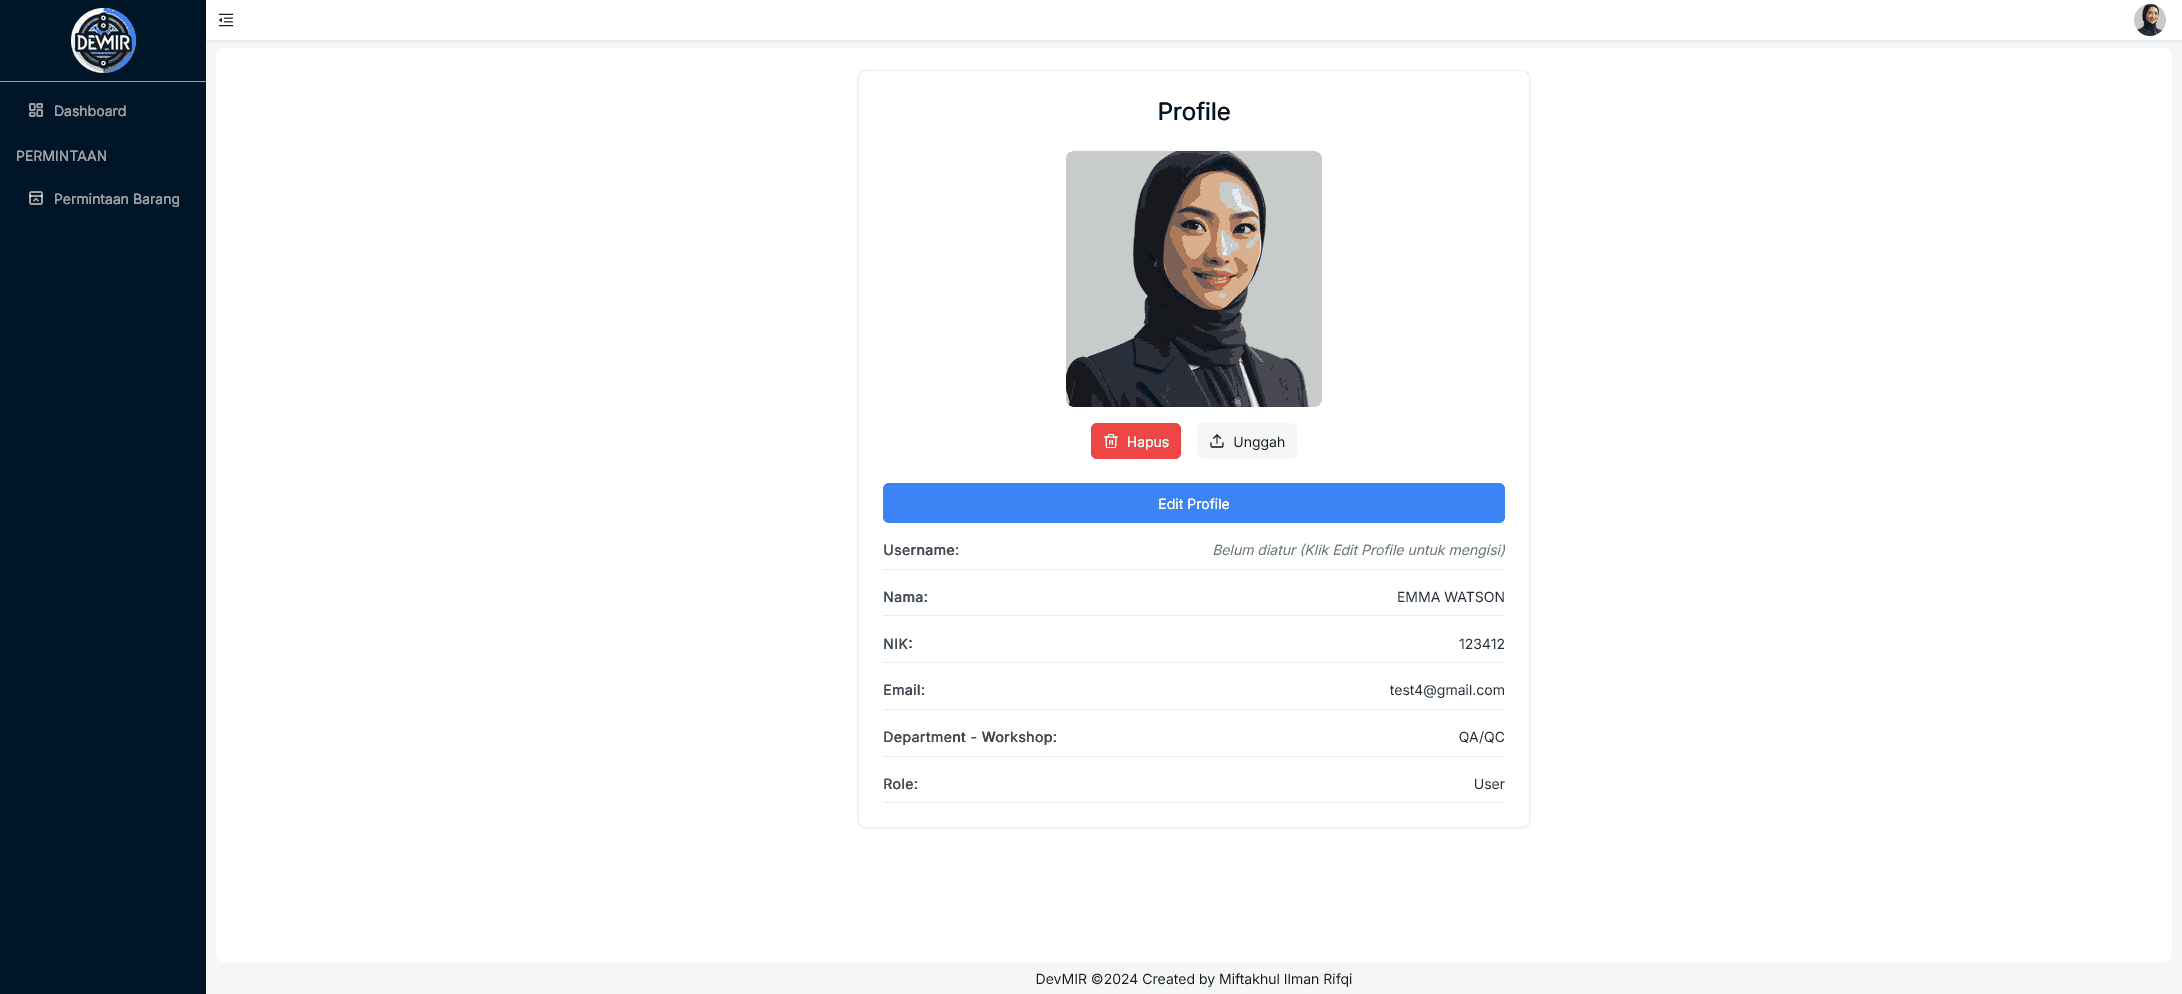 DEVMIR
Dashboard
PERMINTAAN
Permintaan Barang
Profile
Hapus
Unggah
Edit Profile
Username: Belum diatur (Klik Edit Profile untuk mengisi)
Nama: EMMA WATSON
NIK: 123412
Email: test4@gmail.com
Department - Workshop: QA/QC
Role: User
DevMIR ©2024 Created by Miftakhul Ilman Rifqi